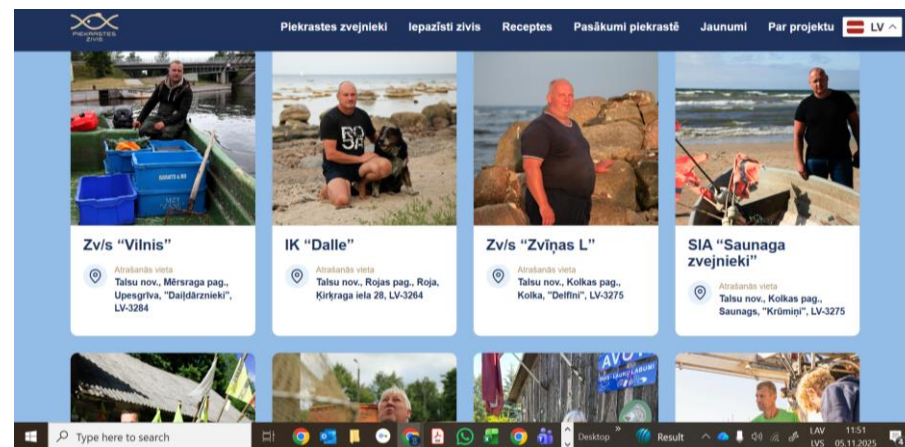 PIEKRASTES
ZIVIS
Piekrastes zvejnieki Iepazīsti zivis Receptes Pasākumi piekrastē Jaunumi Par projektu LV
Zv/s “Vilnis”
Atrašanās vieta
Talsu nov., Mērsraga pag.,
Upesgrīva, "Daiļdārznieki",
LV-3284
IK “Dalle”
Atrašanās vieta
Talsu nov., Rojas pag., Roja,
Ķirķraga iela 28, LV-3264
Zv/s “Zvīņas L”
Atrašanās vieta
Talsu nov., Kolkas pag.,
Kolka, "Delfīni", LV-3275
SIA “Saunaga
zvejnieki”
Atrašanās vieta
Talsu nov., Kolkas pag.,
Saunags, "Krūmiņi", LV-3275
Type here to search
Desktop
Result
LAV
LVS
11:51
05.11.2025